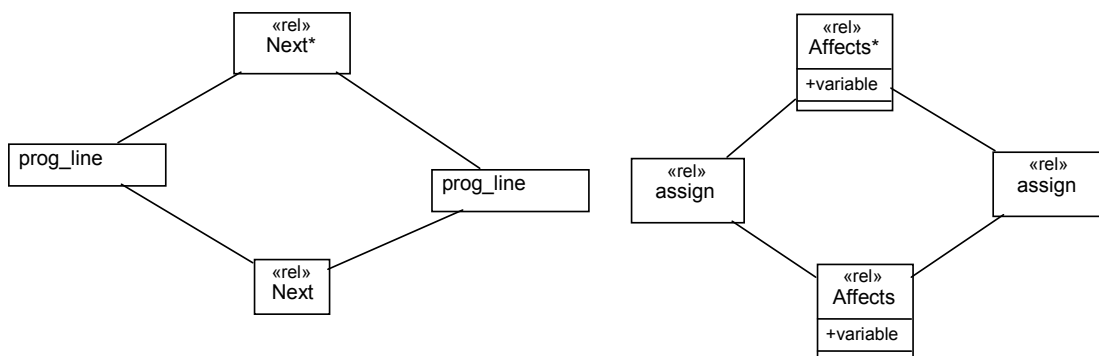 «rel»
Next*
prog_line
prog_line
«rel»
Next
«rel»
Affects*
+variable
«rel»
assign
«rel»
assign
«rel»
Affects
+variable